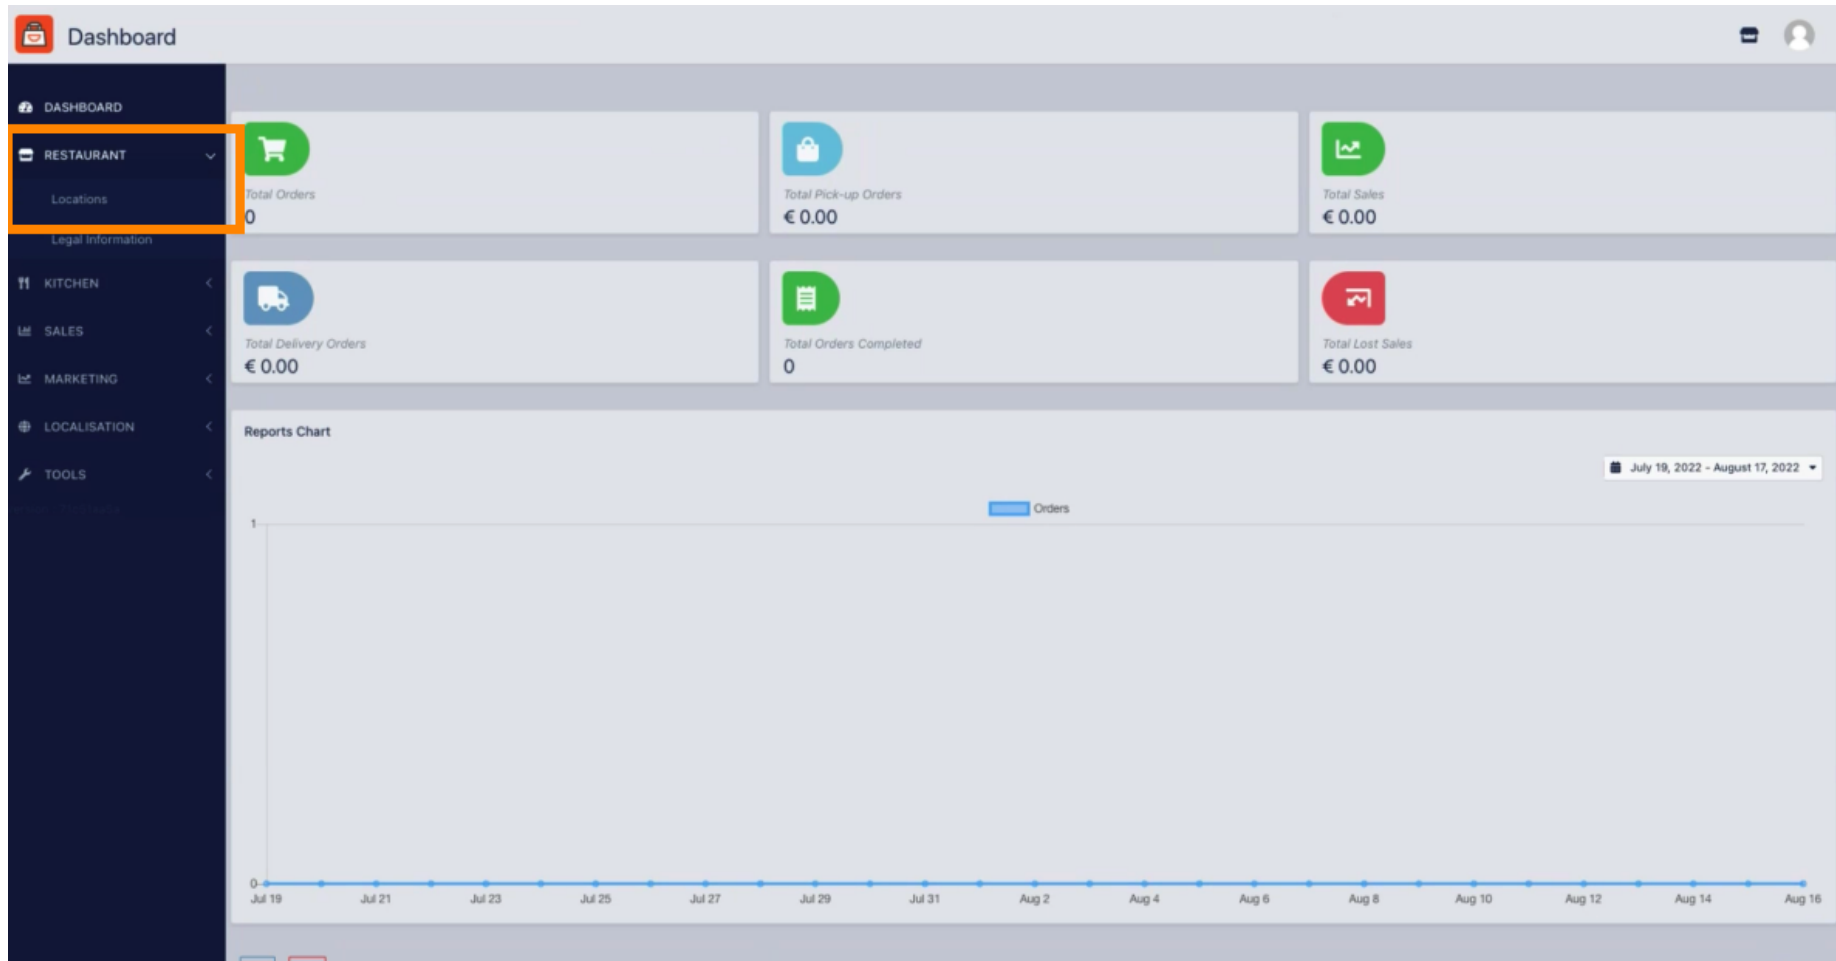 Dashboard
DASHBOARD
RESTAURANT
Locations
Legal Information
KITCHEN
SALES
MARKETING
LOCALISATION
TOOLS
Total Orders
0
Total Pick-up Orders
€ 0.00
Total Sales
€ 0.00
Total Delivery Orders
€ 0.00
Total Orders Completed
0
Total Lost Sales
€ 0.00
Reports Chart
July 19, 2022 - August 17, 2022
Orders
1
0
Jul 19 Jul 21 Jul 23 Jul 25 Jul 27 Jul 29 Jul 31 Aug 2 Aug 4 Aug 6 Aug 8 Aug 10 Aug 12 Aug 14 Aug 16